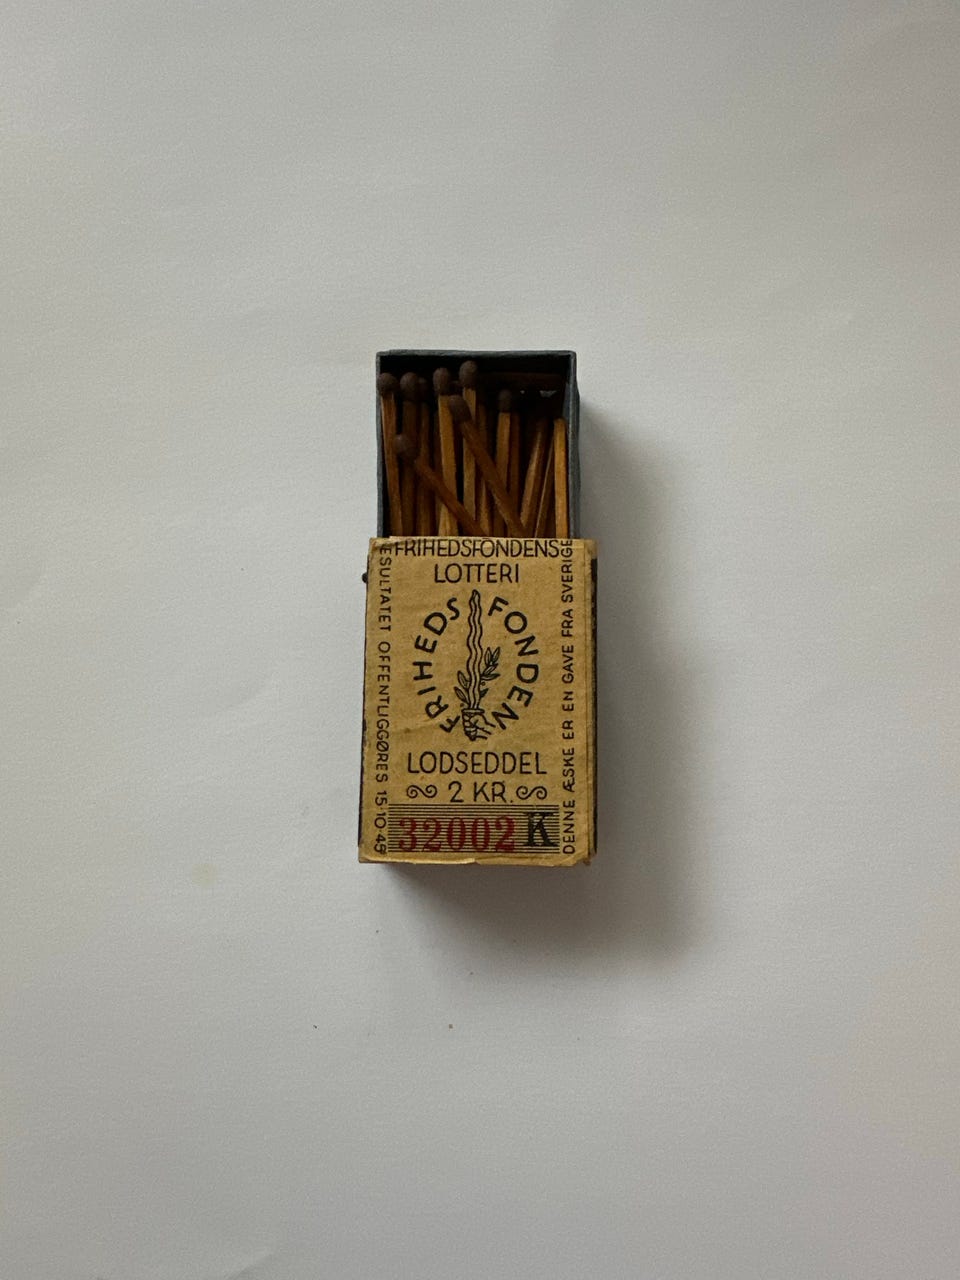 FRIHEDSFONDENS
LOTTERI
FRIHEDS FONDEN
LODSEDDEL
2 KR.
32002 K
ESULTATET OFFENTLIGGØRES 15-10-45
DENNE ÆSKE ER EN GAVE FRA SVERIGE